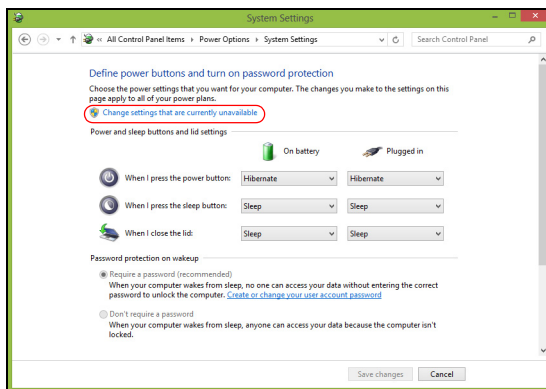 System Settings
« All Control Panel Items › Power Options › System Settings
Search Control Panel
Define power buttons and turn on password protection
Choose the power settings that you want for your computer. The changes you make to the settings on this
page apply to all of your power plans.
Change settings that are currently unavailable
Power and sleep buttons and lid settings
On battery Plugged in
When I press the power button: Hibernate Hibernate
When I press the sleep button: Sleep Sleep
When I close the lid: Sleep Sleep
Password protection on wakeup
Require a password (recommended)
When your computer wakes from sleep, no one can access your data without entering the correct
password to unlock the computer. Create or change your user account password
Don't require a password
When your computer wakes from sleep, anyone can access your data because the computer isn't
locked.
Save changes Cancel